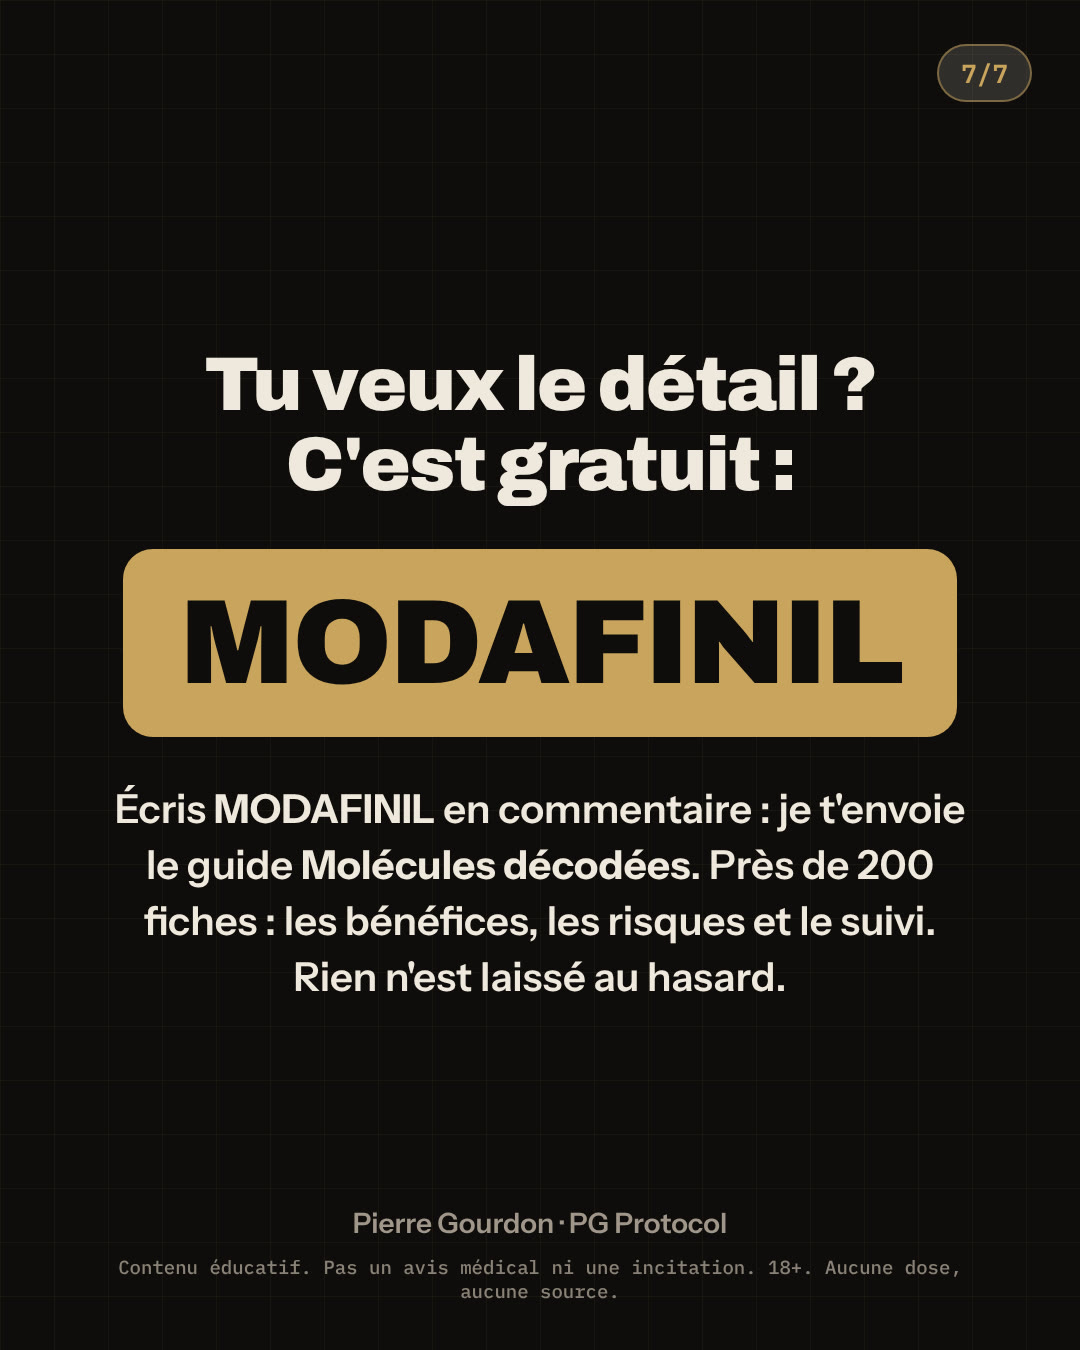 7/7
Tu veux le détail ?
C'est gratuit :
MODAFINIL
Écris MODAFINIL en commentaire : je t'envoie
le guide Molécules décodées. Près de 200
fiches : les bénéfices, les risques et le suivi.
Rien n'est laissé au hasard.
Pierre Gourdon · PG Protocol
Contenu éducatif. Pas un avis médical ni une incitation. 18+. Aucune dose,
aucune source.